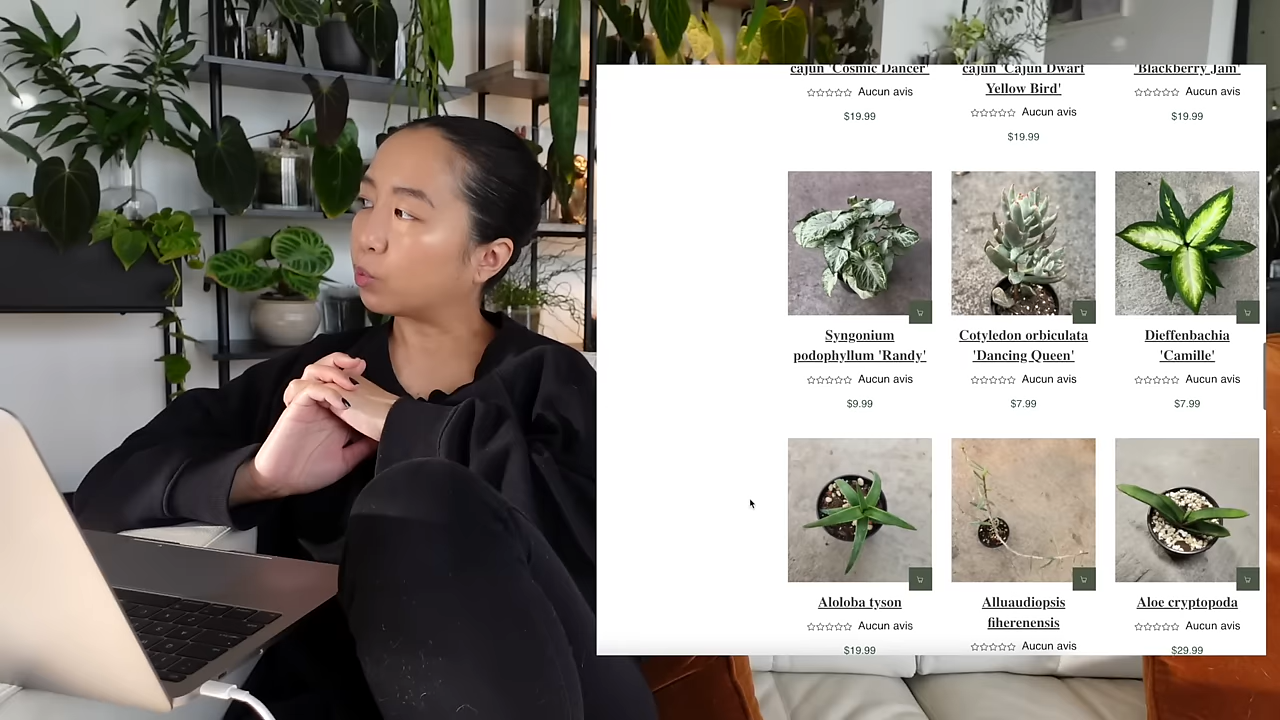 cajun 'Cosmic Dancer'
Aucun avis
$19.99
cajun 'Cajun Dwarf
Yellow Bird'
Aucun avis
$19.99
'Blackberry Jam'
Aucun avis
$19.99
Syngonium
podophyllum 'Randy'
Aucun avis
$9.99
Cotyledon orbiculata
'Dancing Queen'
Aucun avis
$7.99
Dieffenbachia
'Camille'
Aucun avis
$7.99
Aloloba tyson
Aucun avis
$19.99
Alluaudiopsis
fiherenensis
Aucun avis
Aloe cryptopoda
Aucun avis
$29.99